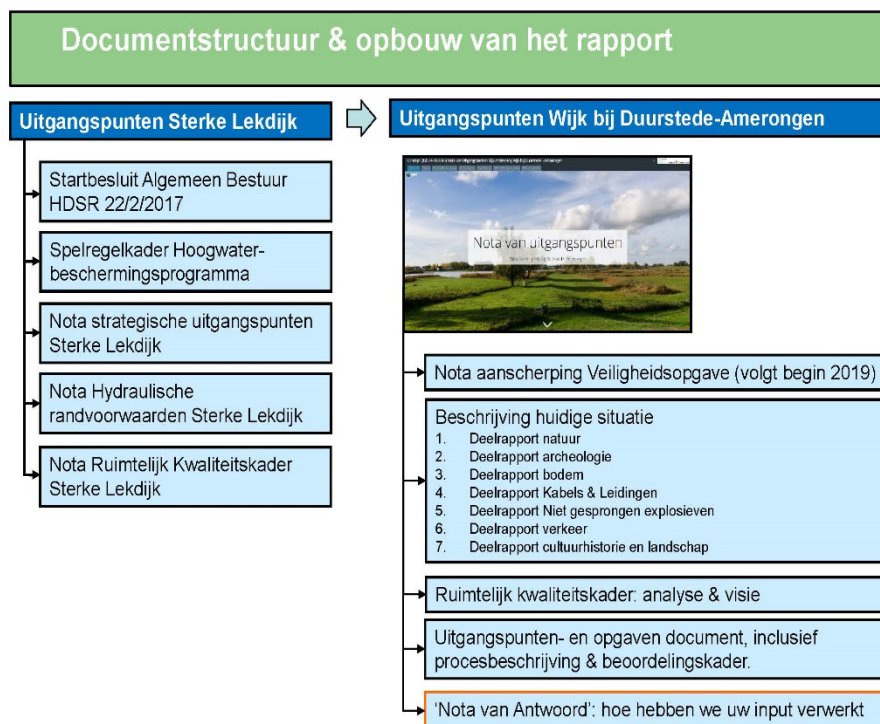 Documentstructuur & opbouw van het rapport
Uitgangspunten Sterke Lekdijk
Startbesluit Algemeen Bestuur
HDSR 22/2/2017
Spelregelkader Hoogwater-
beschermingsprogramma
Nota strategische uitgangspunten
Sterke Lekdijk
Nota Hydraulische
randvoorwaarden Sterke Lekdijk
Nota Ruimtelijk Kwaliteitskader
Sterke Lekdijk
Uitgangspunten Wijk bij Duurstede-Amerongen
Nota van uitgangspunten
Nota aanscherping Veiligheidsopgave (volgt begin 2019)
Beschrijving huidige situatie
1. Deelrapport natuur
2. Deelrapport archeologie
3. Deelrapport bodem
4. Deelrapport Kabels & Leidingen
5. Deelrapport Niet gesprongen explosieven
6. Deelrapport verkeer
7. Deelrapport cultuurhistorie en landschap
Ruimtelijk kwaliteitskader: analyse & visie
Uitgangspunten- en opgaven document, inclusief
procesbeschrijving & beoordelingskader.
‘Nota van Antwoord’: hoe hebben we uw input verwerkt